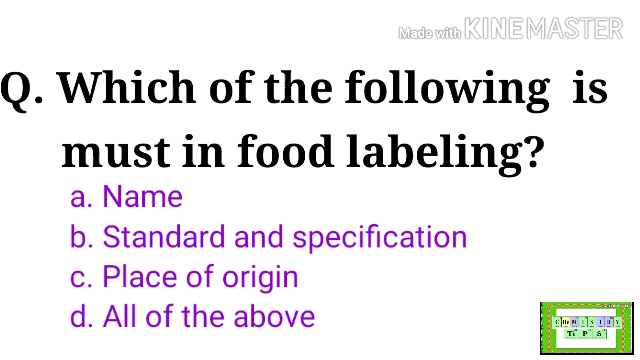 Made with KINEMASTER
Q. Which of the following is
must in food labeling?
a. Name
b. Standard and specification
c. Place of origin
d. All of the above
TiPS